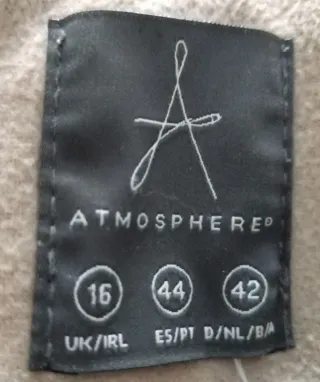 ATMOSPHERE
16 44 42
UK/IRL ES/PT D/NL/B/A